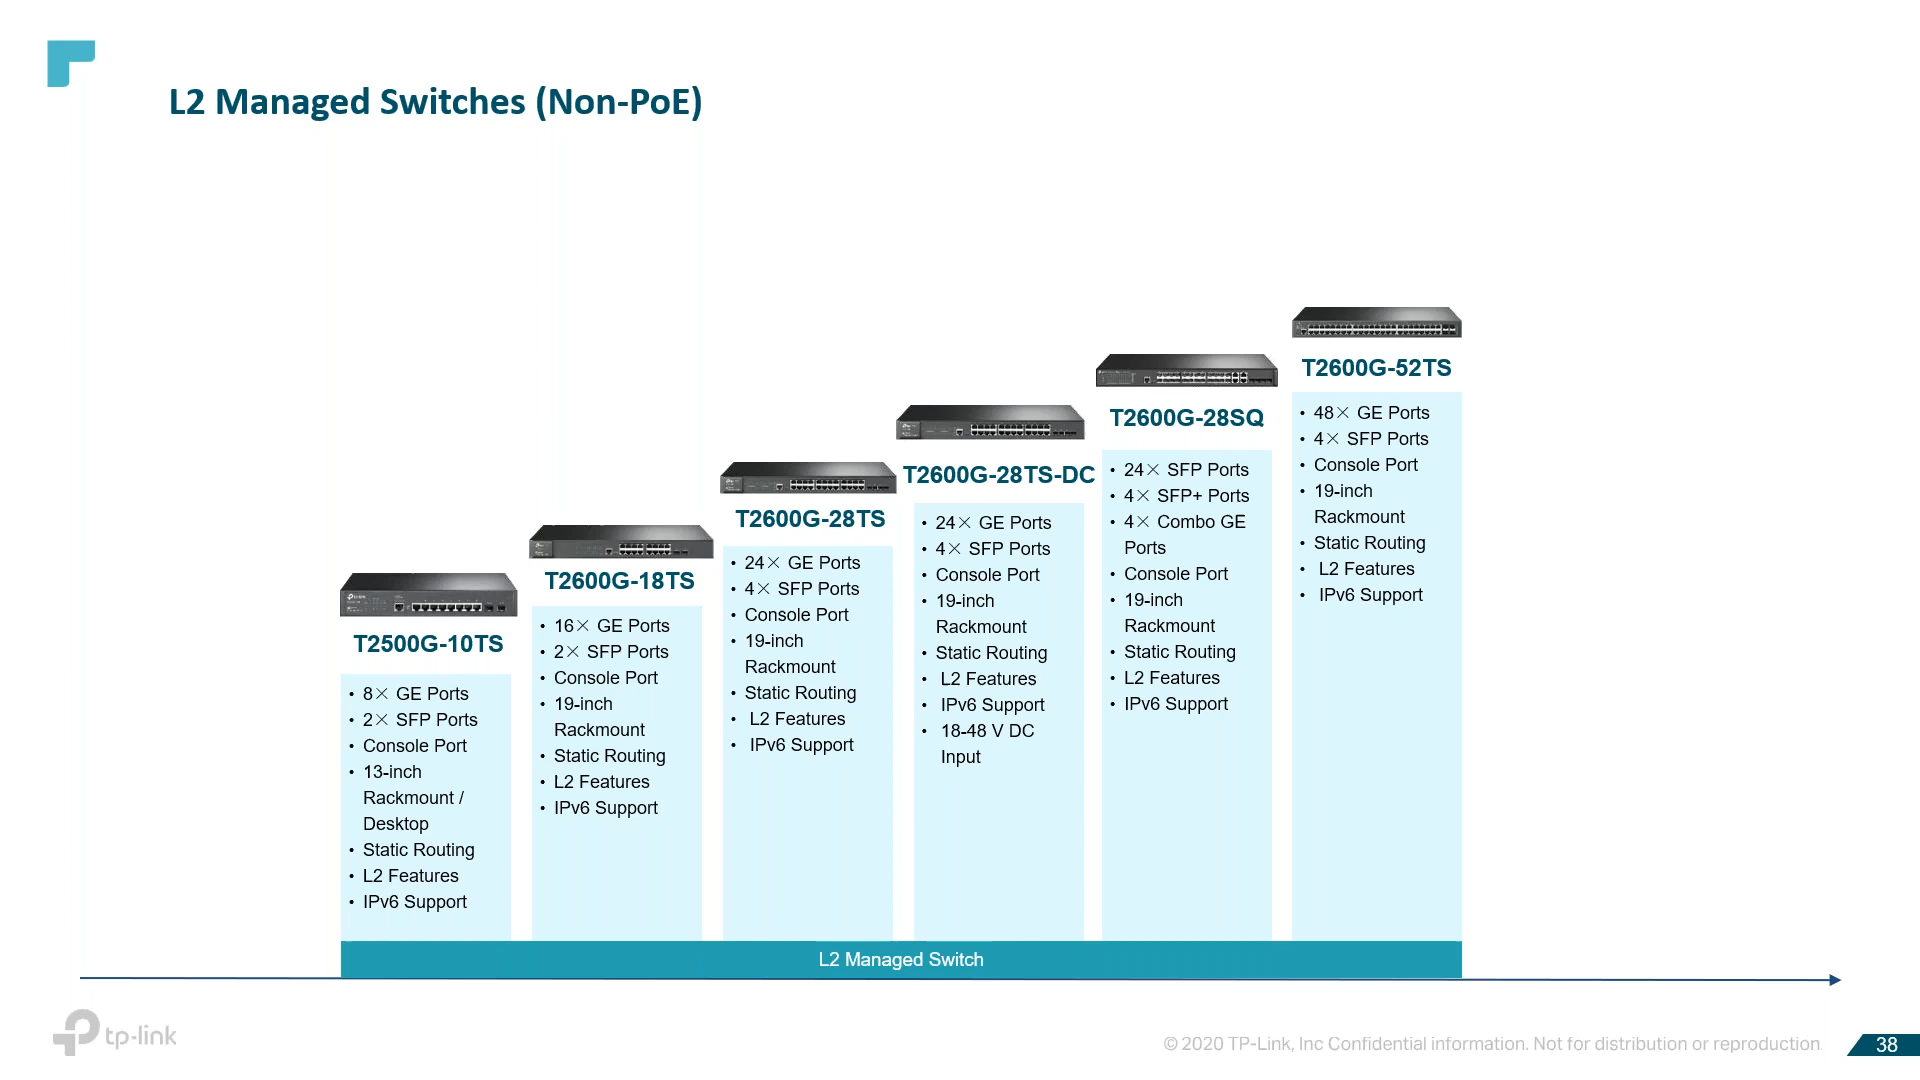 L2 Managed Switches (Non-PoE)
T2500G-10TS
• 8× GE Ports
• 2× SFP Ports
• Console Port
• 13-inch
Rackmount /
Desktop
• Static Routing
• L2 Features
• IPv6 Support
T2600G-18TS
• 16× GE Ports
• 2× SFP Ports
• Console Port
• 19-inch
Rackmount
• Static Routing
• L2 Features
• IPv6 Support
T2600G-28TS
• 24× GE Ports
• 4× SFP Ports
• Console Port
• 19-inch
Rackmount
• Static Routing
• L2 Features
• IPv6 Support
T2600G-28TS-DC
• 24× GE Ports
• 4× SFP Ports
• Console Port
• 19-inch
Rackmount
• Static Routing
• L2 Features
• IPv6 Support
• 18-48 V DC
Input
T2600G-28SQ
• 24× SFP Ports
• 4× SFP+ Ports
• 4× Combo GE
Ports
• Console Port
• 19-inch
Rackmount
• Static Routing
• L2 Features
• IPv6 Support
T2600G-52TS
• 48× GE Ports
• 4× SFP Ports
• Console Port
• 19-inch
Rackmount
• Static Routing
• L2 Features
• IPv6 Support
L2 Managed Switch
tp-link
© 2020 TP-Link, Inc Confidential information. Not for distribution or reproduction.
38